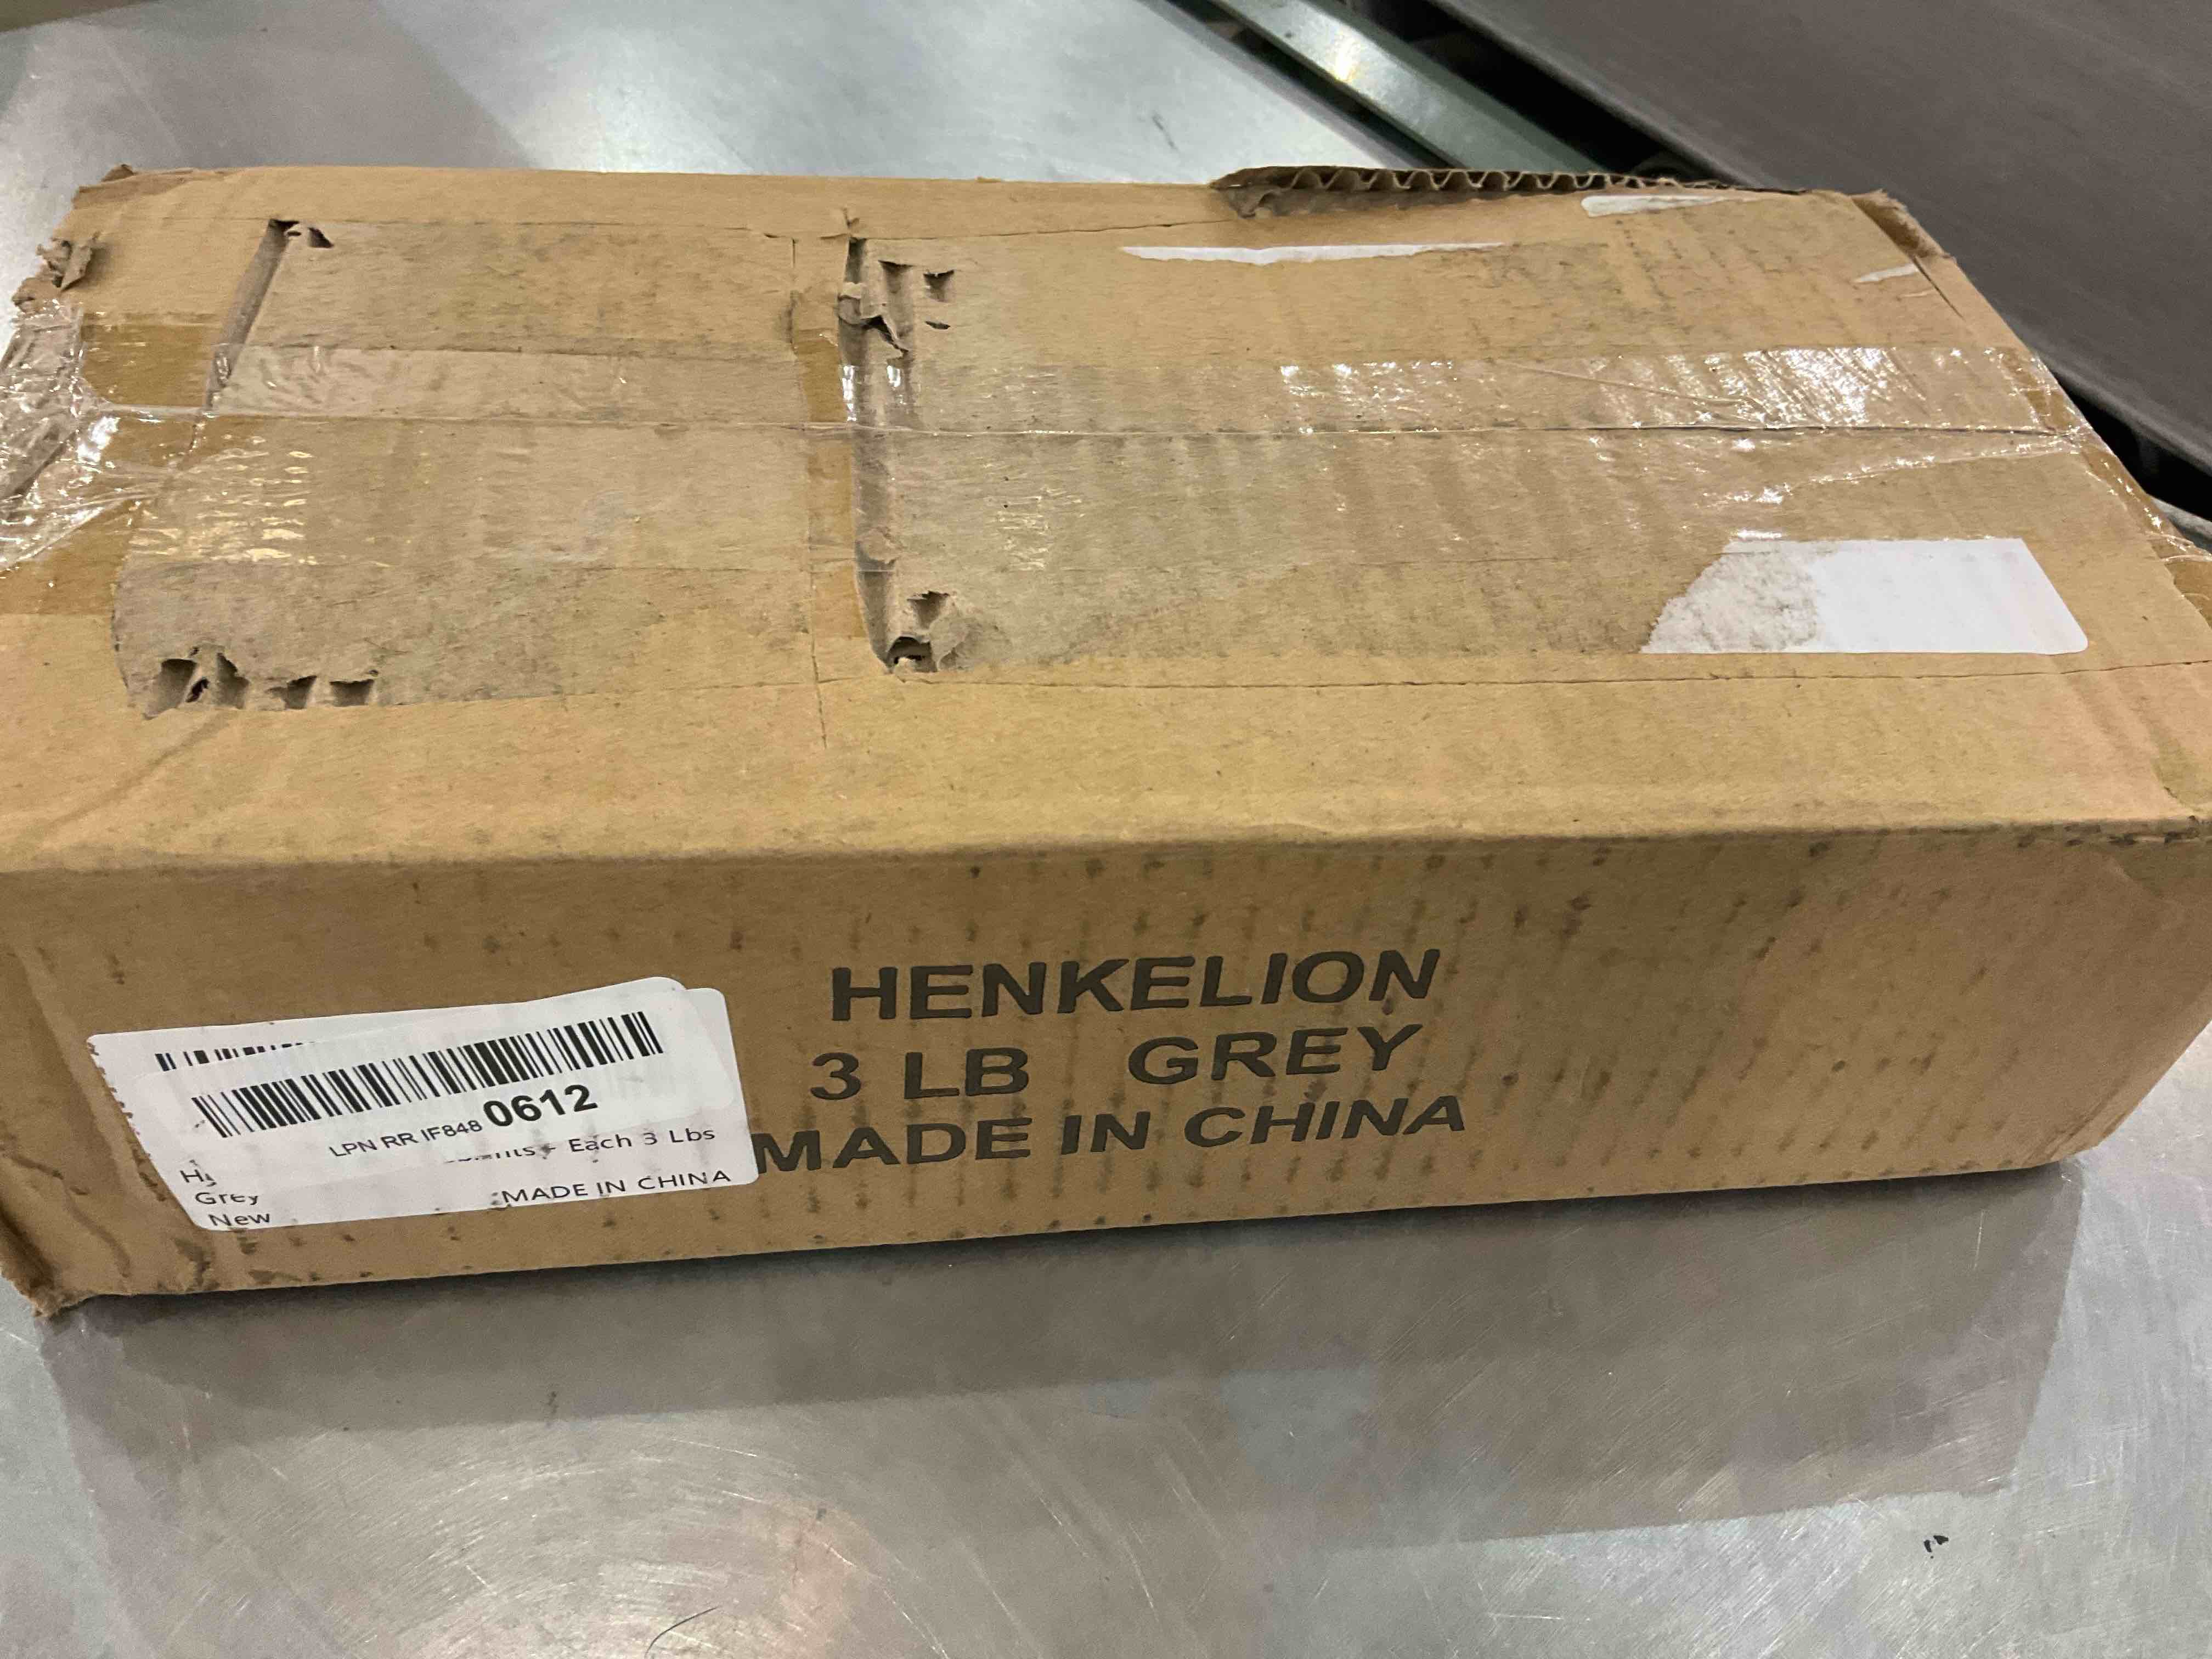 HENKELION
3 LB GREY
MADE IN CHINA
LPN RR IF848 0612
Each 3 Lbs
Grey
MADE IN CHINA
New